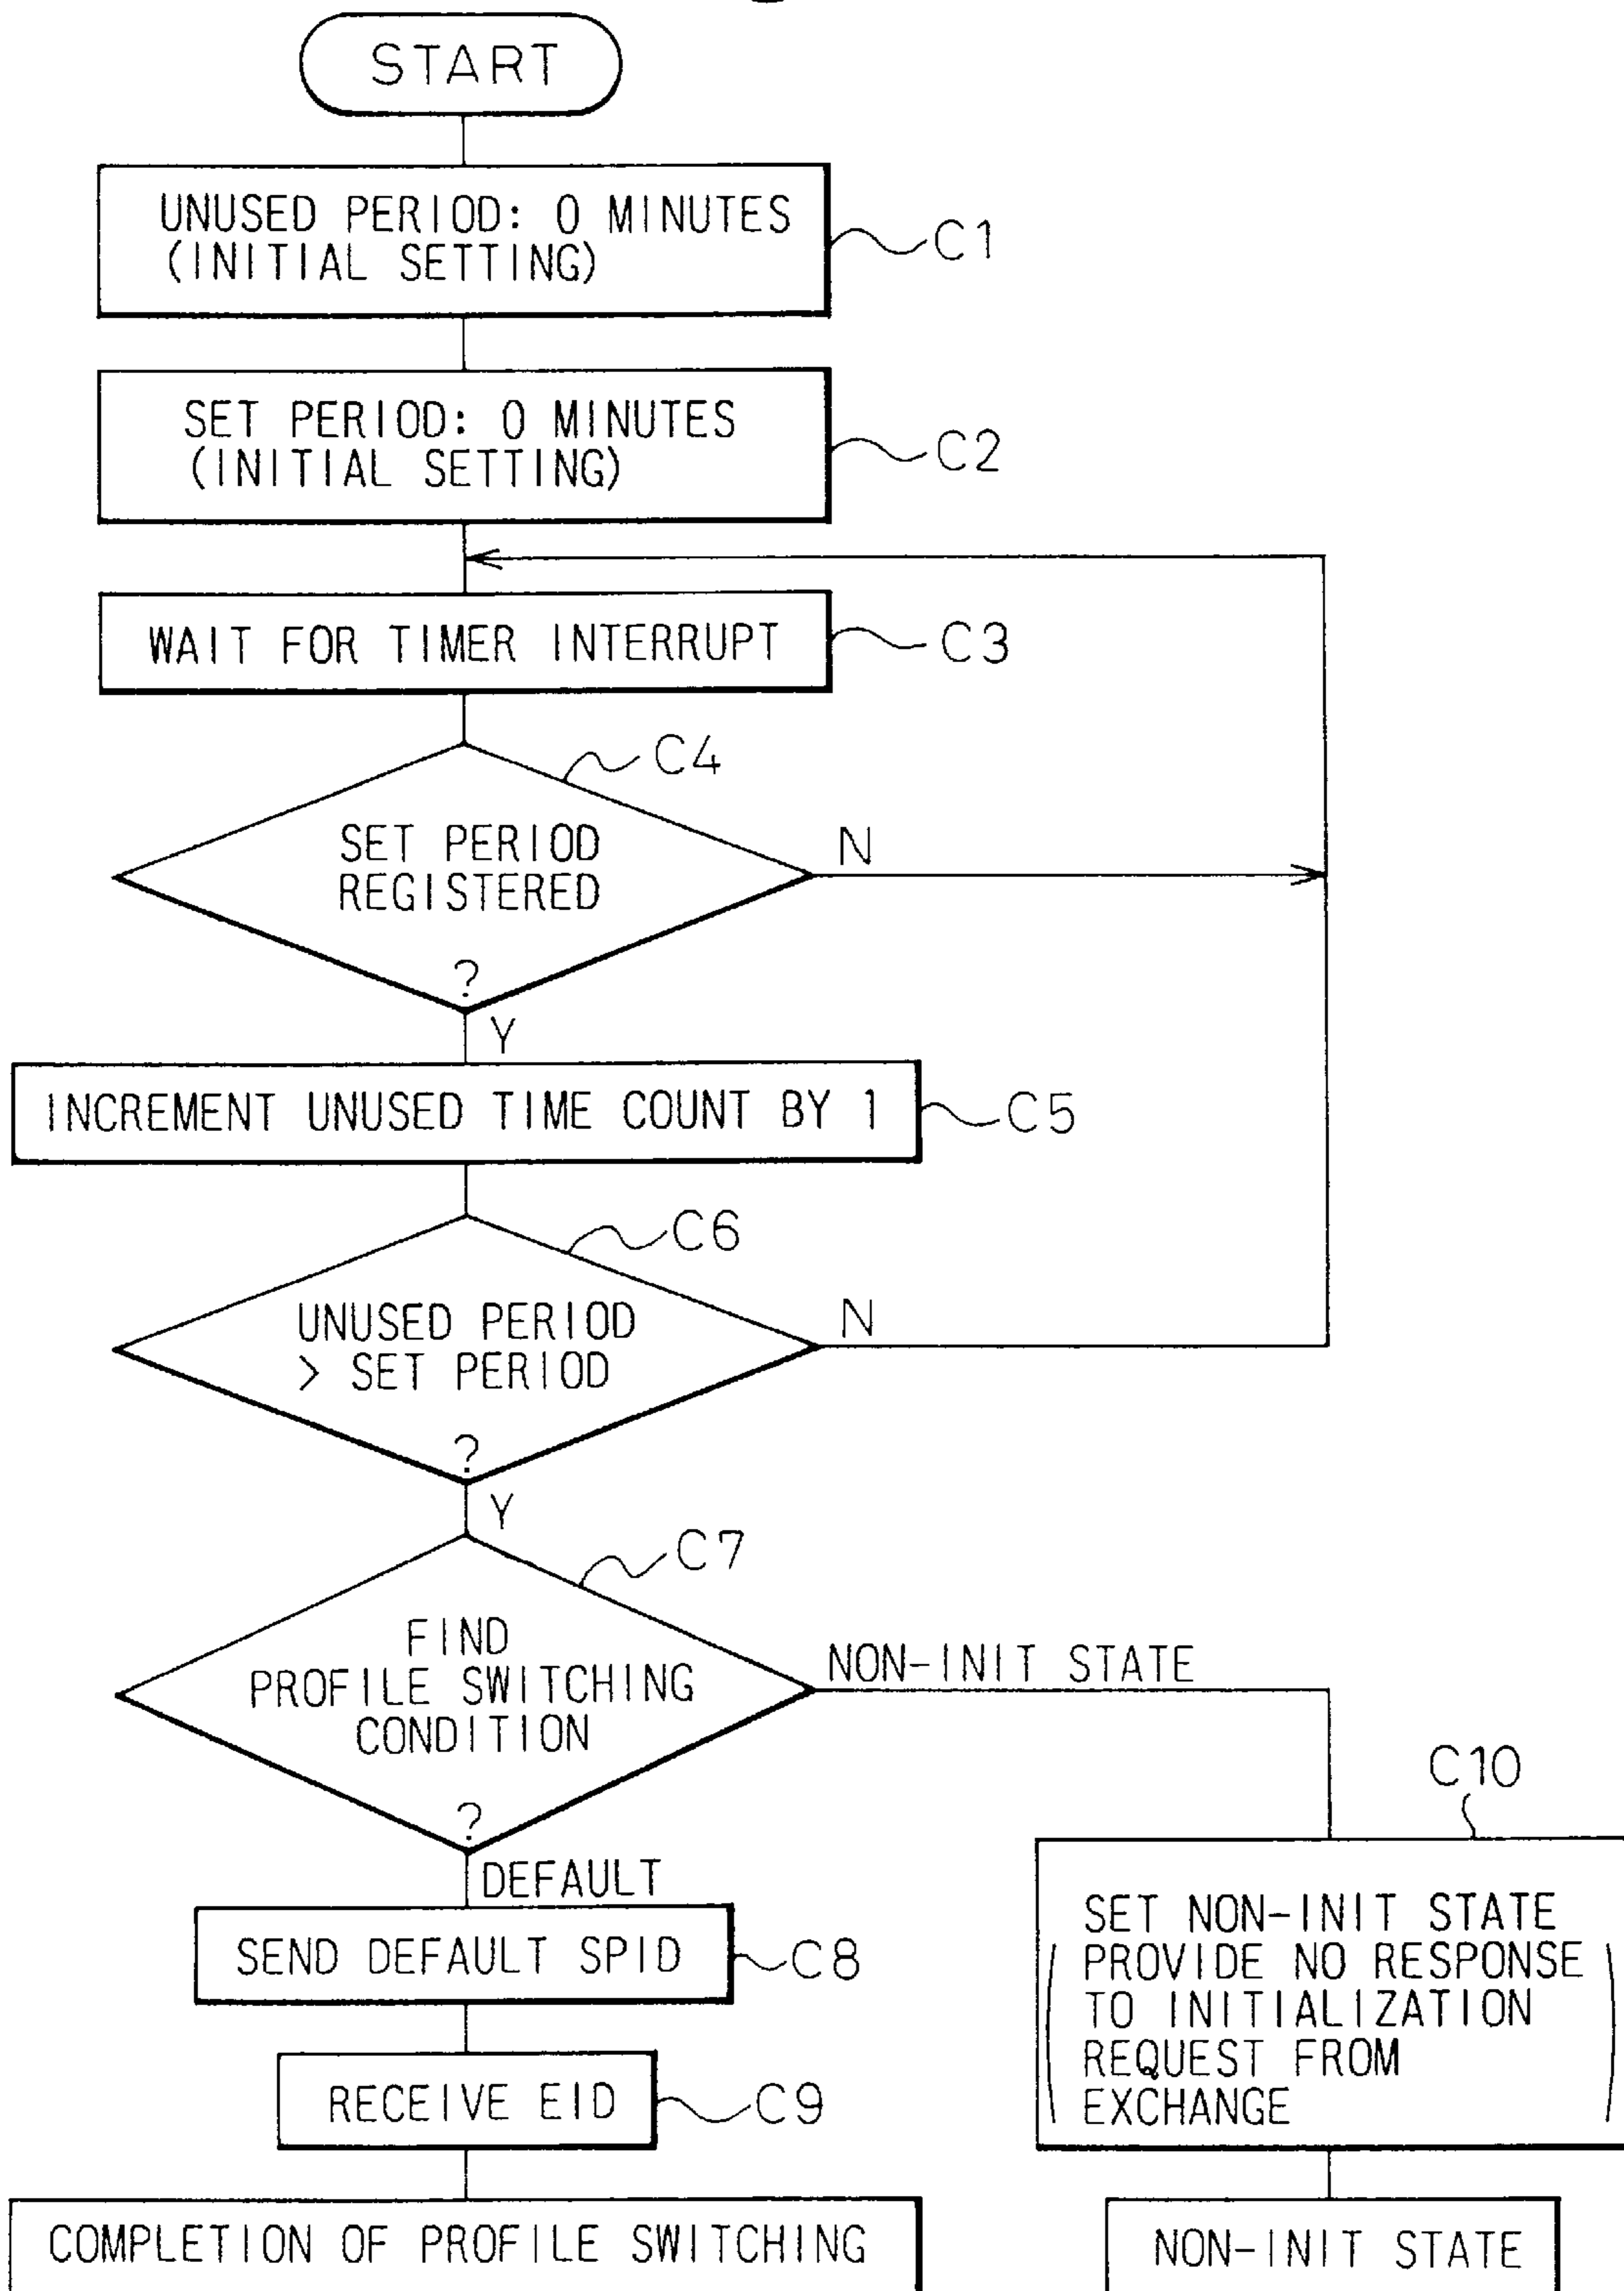 START
UNUSED PERIOD: 0 MINUTES
(INITIAL SETTING)
C1
SET PERIOD: 0 MINUTES
(INITIAL SETTING)
C2
WAIT FOR TIMER INTERRUPT
C3
C4
SET PERIOD
REGISTERED
?
N
Y
INCREMENT UNUSED TIME COUNT BY 1
C5
C6
UNUSED PERIOD
> SET PERIOD
?
N
Y
C7
FIND
PROFILE SWITCHING
CONDITION
?
NON-INIT STATE
DEFAULT
C10
SEND DEFAULT SPID
C8
SET NON-INIT STATE
(PROVIDE NO RESPONSE
TO INITIALIZATION
REQUEST FROM
EXCHANGE)
RECEIVE EID
C9
COMPLETION OF PROFILE SWITCHING
NON-INIT STATE